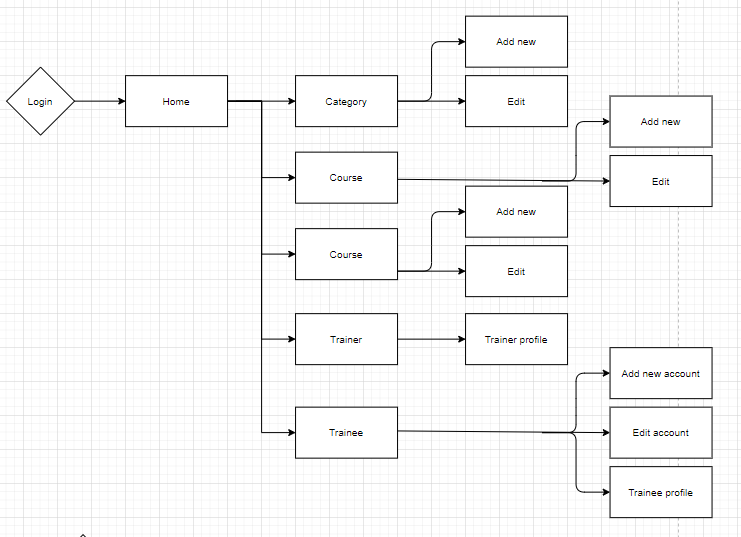 Add new
Login
Home
Category
Edit
Add new
Course
Edit
Add new
Course
Edit
Trainer
Trainer profile
Add new account
Trainee
Edit account
Trainee profile